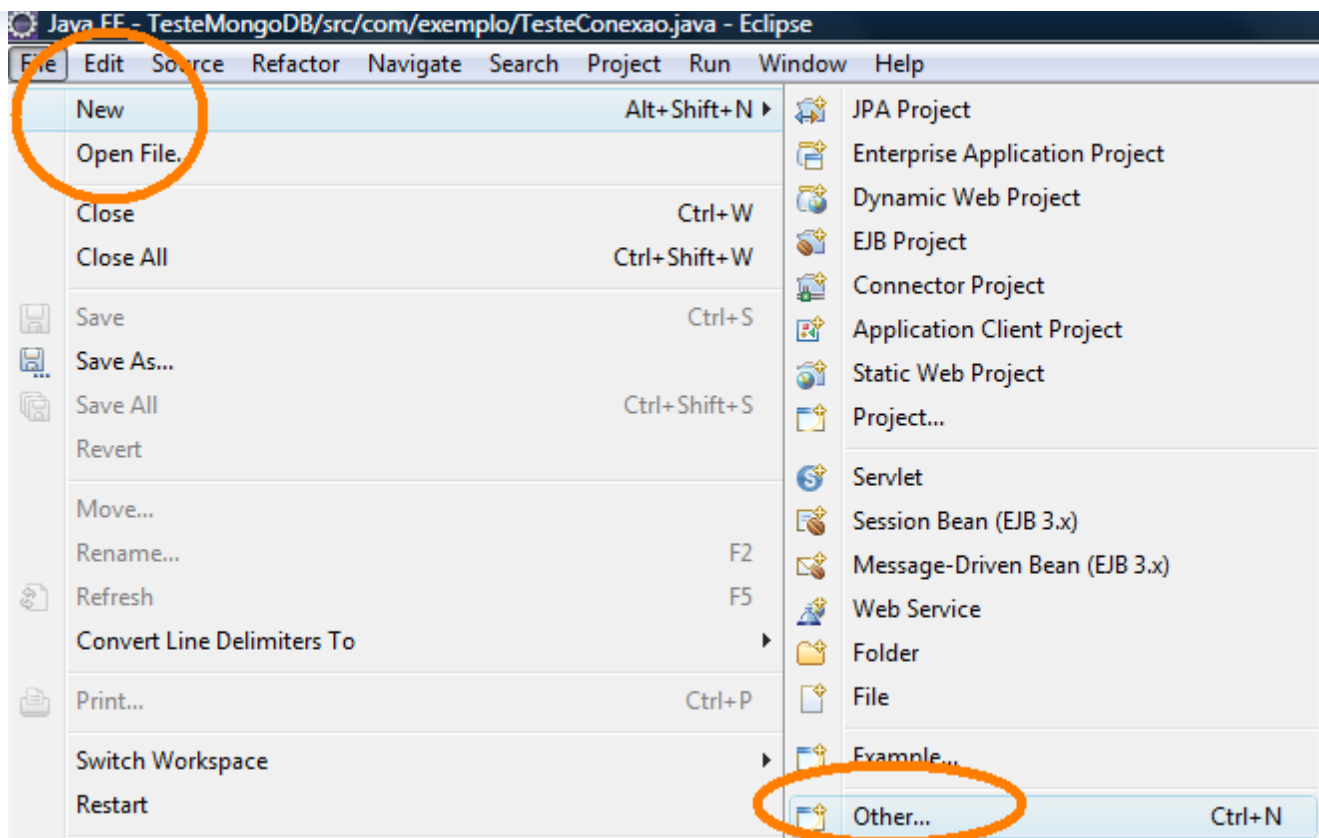 Java EE - TesteMongoDB/src/com/exemplo/TesteConexao.java - Eclipse
File Edit Source Refactor Navigate Search Project Run Window Help
New Alt+Shift+N
Open File...
Close Ctrl+W
Close All Ctrl+Shift+W
Save Ctrl+S
Save As...
Save All Ctrl+Shift+S
Revert
Move...
Rename... F2
Refresh F5
Convert Line Delimiters To
Print... Ctrl+P
Switch Workspace
Restart
JPA Project
Enterprise Application Project
Dynamic Web Project
EJB Project
Connector Project
Application Client Project
Static Web Project
Project...
Servlet
Session Bean (EJB 3.x)
Message-Driven Bean (EJB 3.x)
Web Service
Folder
File
Example...
Other... Ctrl+N